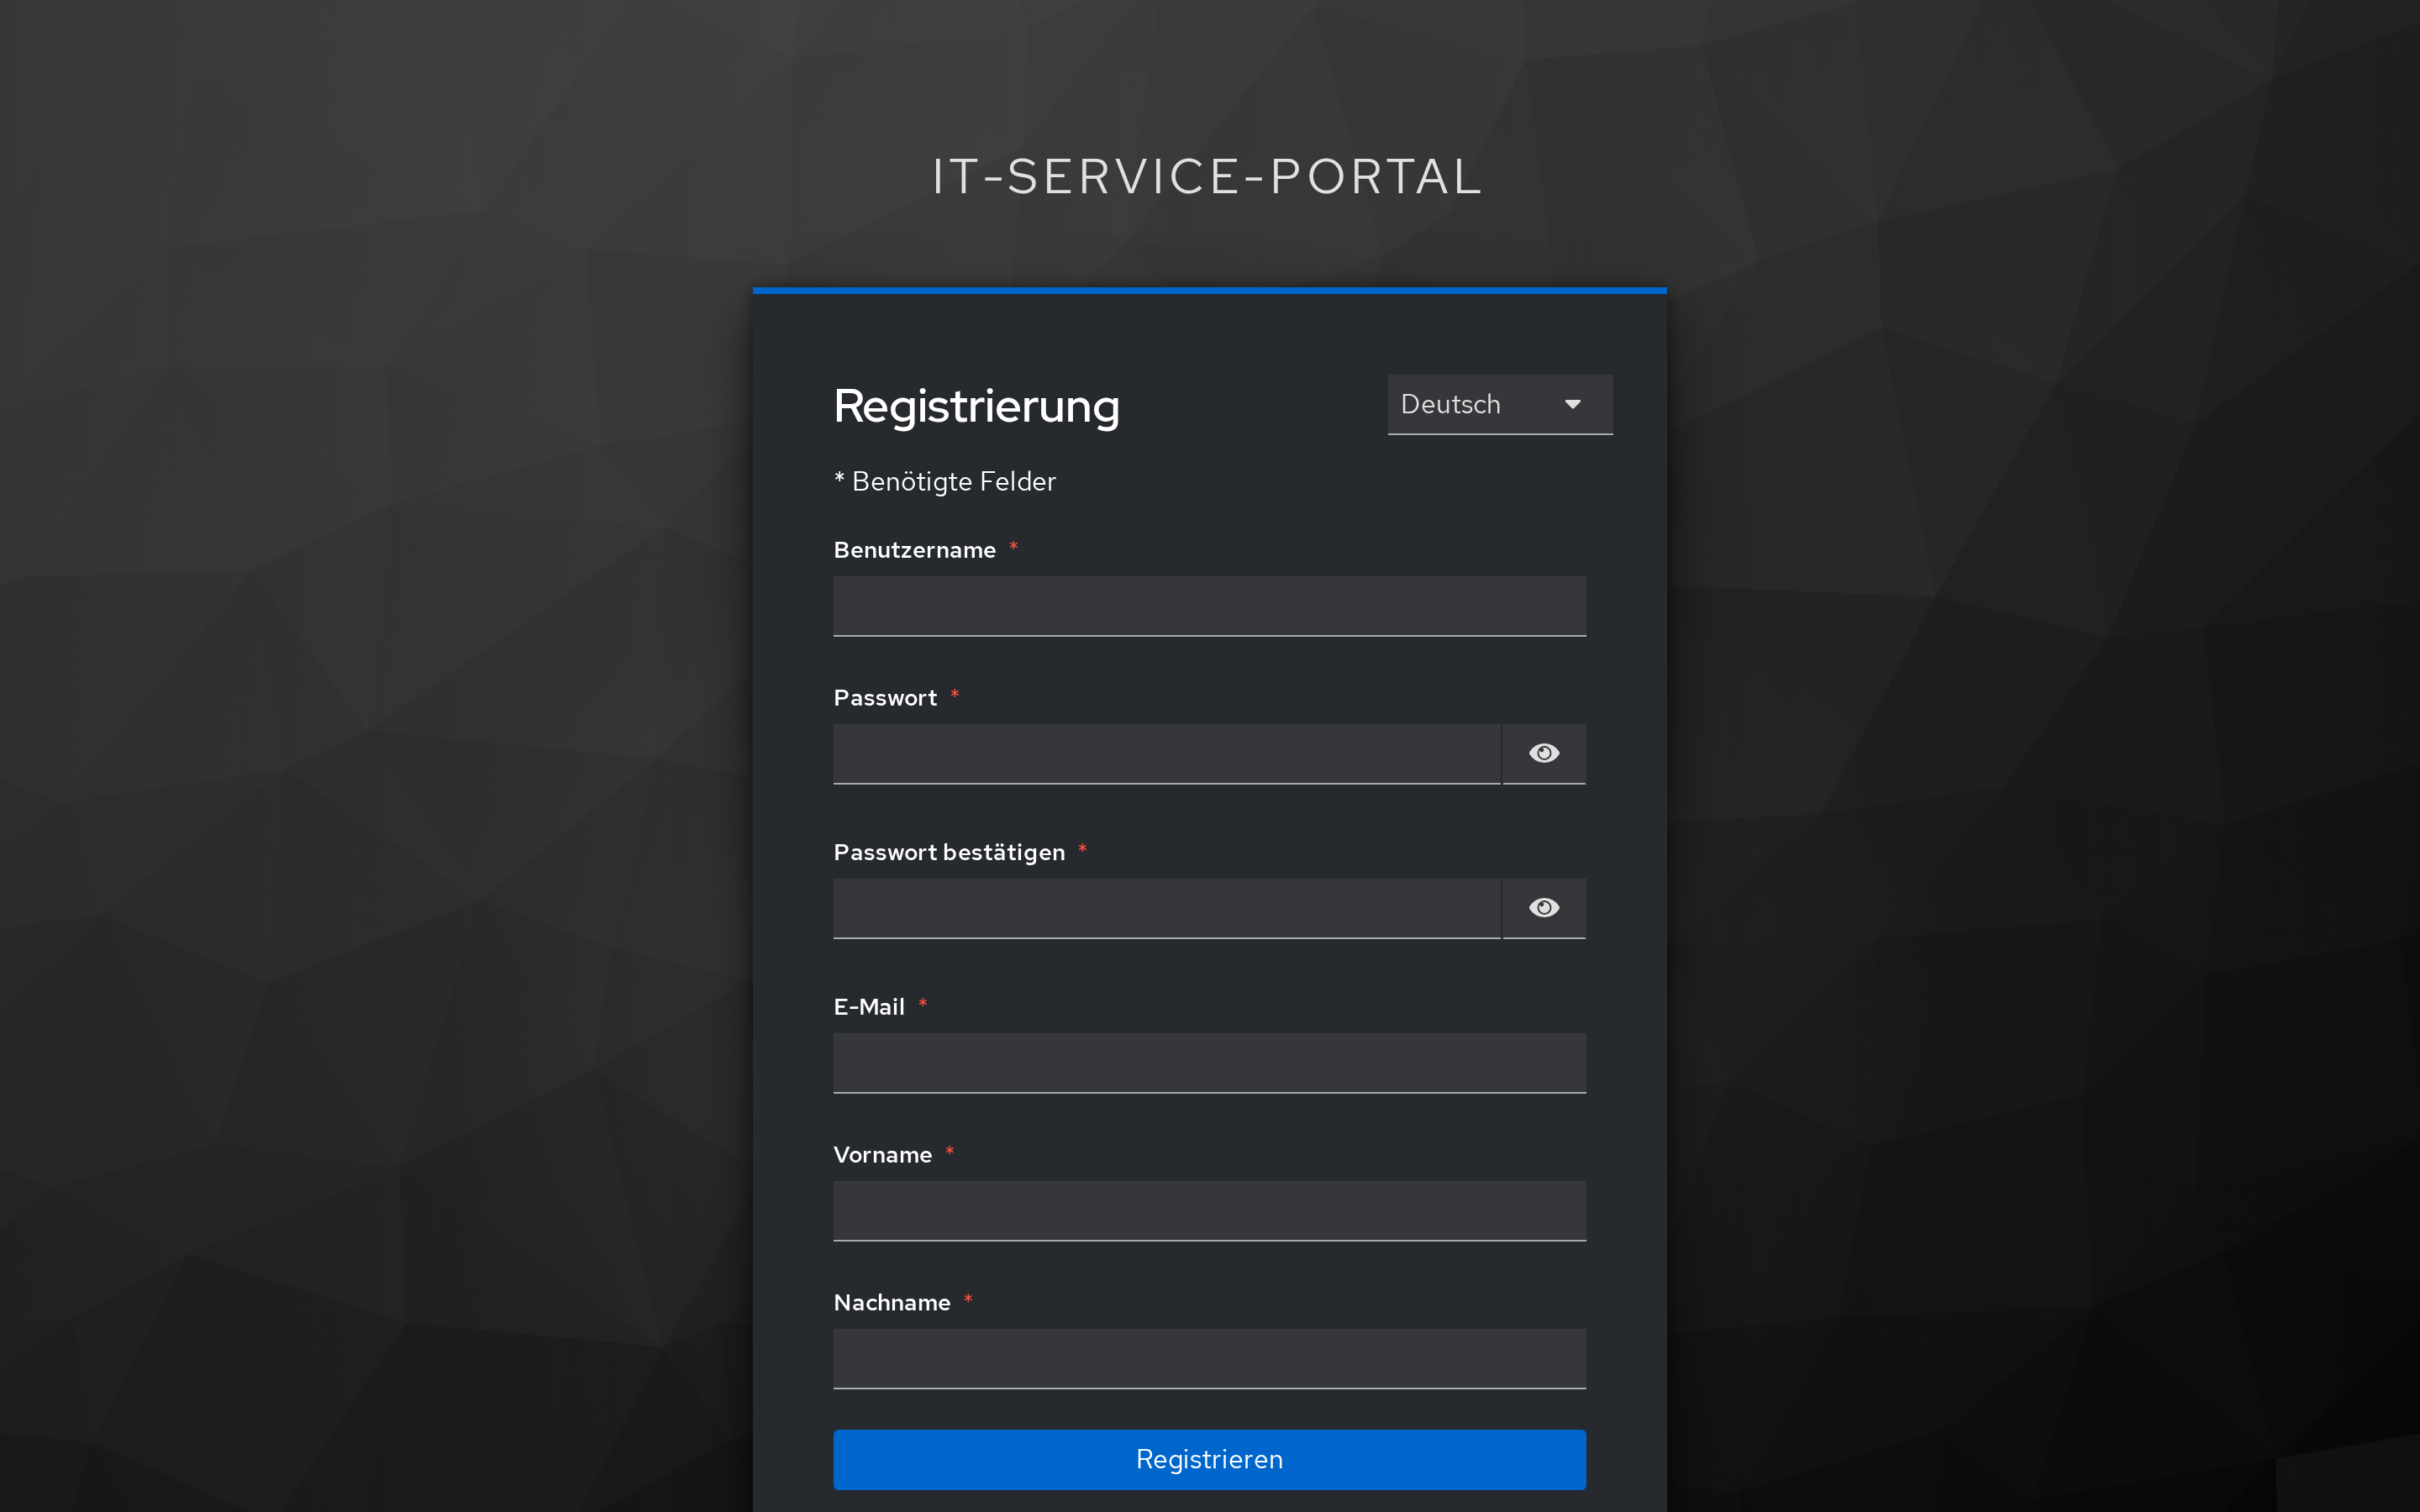 IT-SERVICE-PORTAL
Registrierung
Deutsch
* Benötigte Felder
Benutzername *
Passwort *
Passwort bestätigen *
E-Mail *
Vorname *
Nachname *
Registrieren